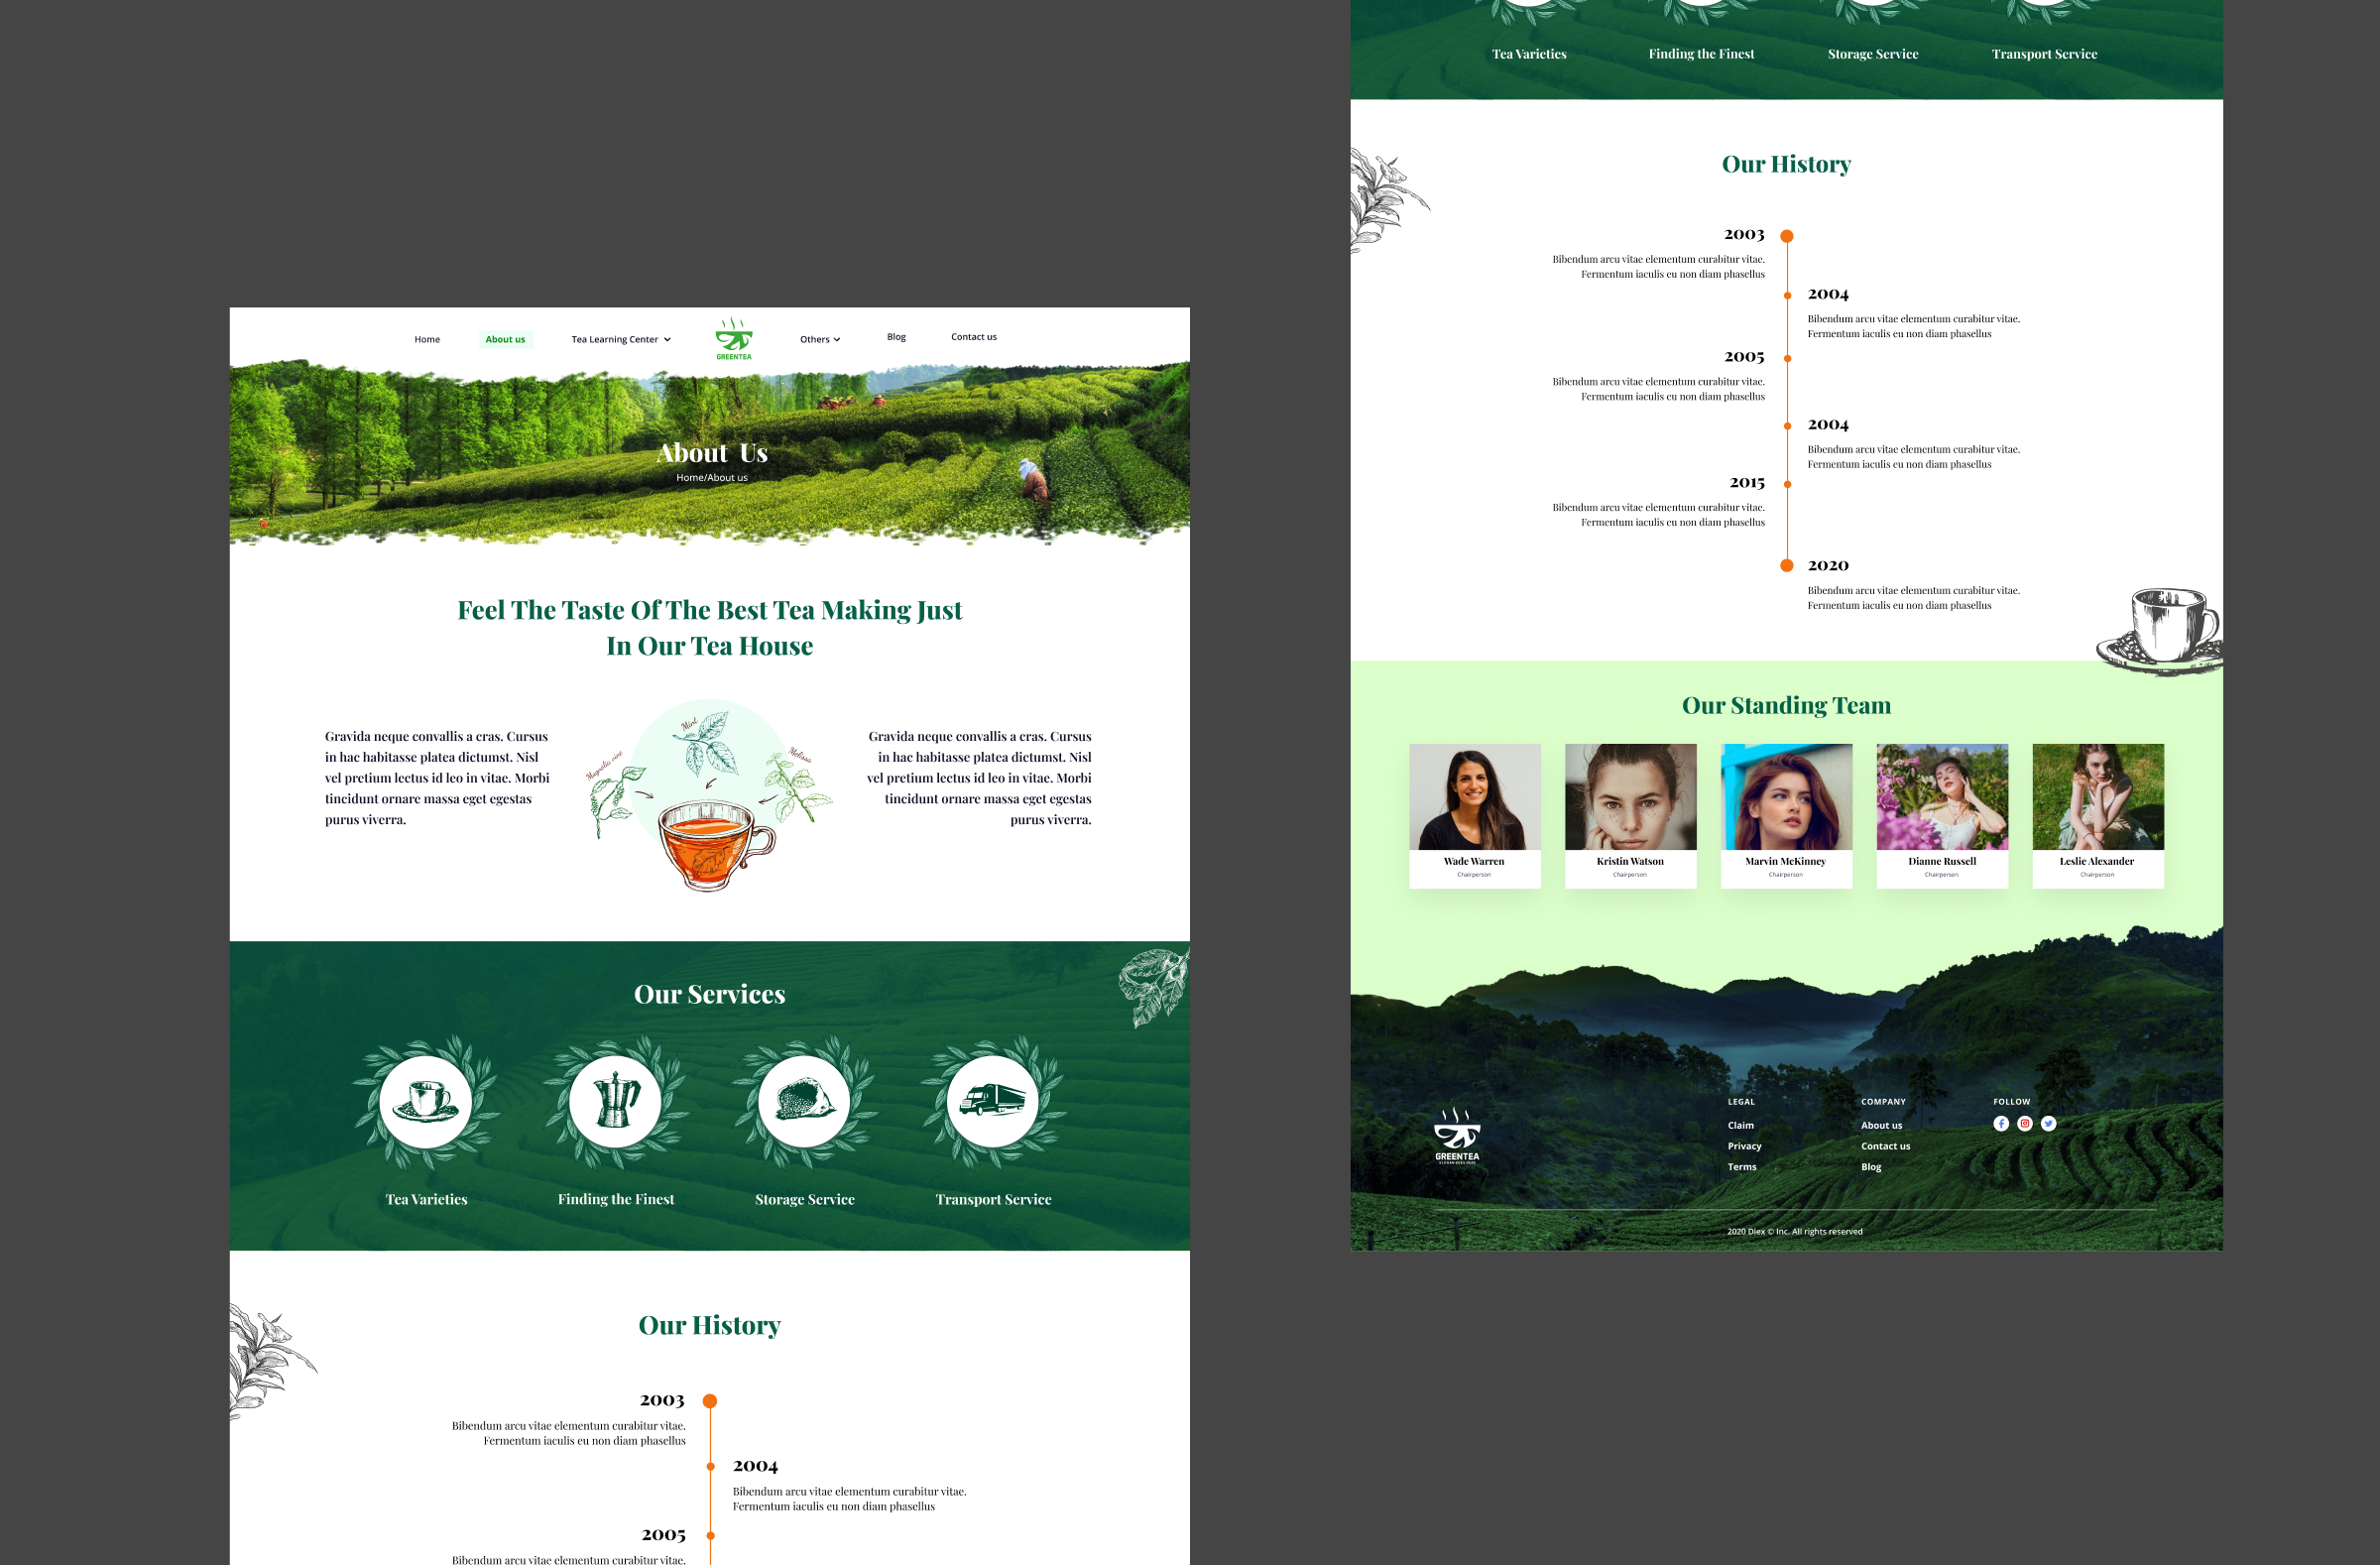 Home
About us
Tea Learning Center
GREENTEA
Others
Blog
Contact us
About Us
Home/About us
Feel The Taste Of The Best Tea Making Just
In Our Tea House
Gravida neque convallis a cras. Cursus
in hac habitasse platea dictumst. Nisl
vel pretium lectus id leo in vitae. Morbi
tincidunt ornare massa eget egestas
purus viverra.
Mint
Magnolia vine
Melissa
Gravida neque convallis a cras. Cursus
in hac habitasse platea dictumst. Nisl
vel pretium lectus id leo in vitae. Morbi
tincidunt ornare massa eget egestas
purus viverra.
Our Services
Tea Varieties
Finding the Finest
Storage Service
Transport Service
Our History
2003
Bibendum arcu vitae elementum curabitur vitae.
Fermentum iaculis eu non diam phasellus
2004
Bibendum arcu vitae elementum curabitur vitae.
Fermentum iaculis eu non diam phasellus
2005
Bibendum arcu vitae elementum curabitur vitae.
Tea Varieties
Finding the Finest
Storage Service
Transport Service
Our History
2003
Bibendum arcu vitae elementum curabitur vitae.
Fermentum iaculis eu non diam phasellus
2004
Bibendum arcu vitae elementum curabitur vitae.
Fermentum iaculis eu non diam phasellus
2005
Bibendum arcu vitae elementum curabitur vitae.
Fermentum iaculis eu non diam phasellus
2004
Bibendum arcu vitae elementum curabitur vitae.
Fermentum iaculis eu non diam phasellus
2015
Bibendum arcu vitae elementum curabitur vitae.
Fermentum iaculis eu non diam phasellus
2020
Bibendum arcu vitae elementum curabitur vitae.
Fermentum iaculis eu non diam phasellus
Our Standing Team
Wade Warren
Chairperson
Kristin Watson
Chairperson
Marvin McKinney
Chairperson
Dianne Russell
Chairperson
Leslie Alexander
Chairperson
GREENTEA
LEGAL
Claim
Privacy
Terms
COMPANY
About us
Contact us
Blog
FOLLOW
2020 Dlex © Inc. All rights reserved